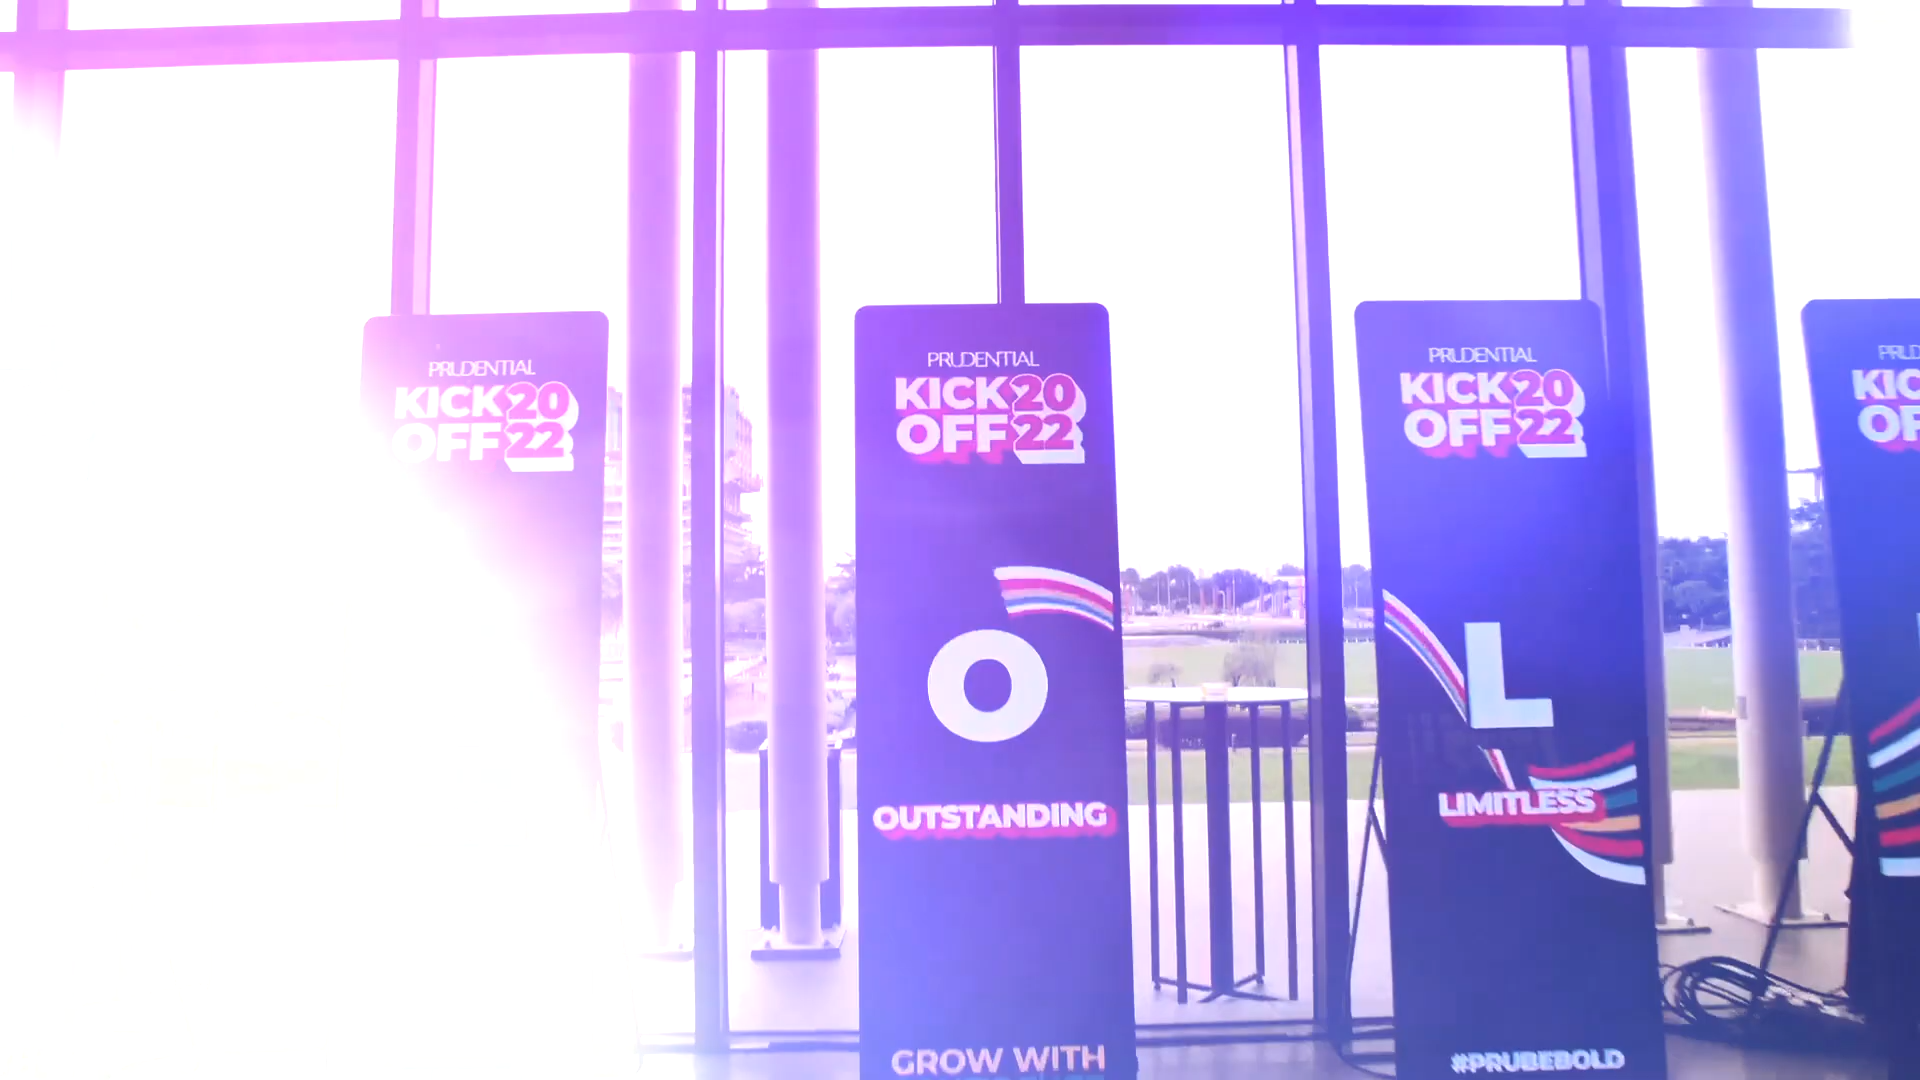 PRUDENTIAL
KICK 20
OFF 22
PRUDENTIAL
KICK 20
OFF 22
O
OUTSTANDING
GROW WITH
PRUDENTIAL
KICK 20
OFF 22
L
LIMITLESS
#PRUBEBOLD